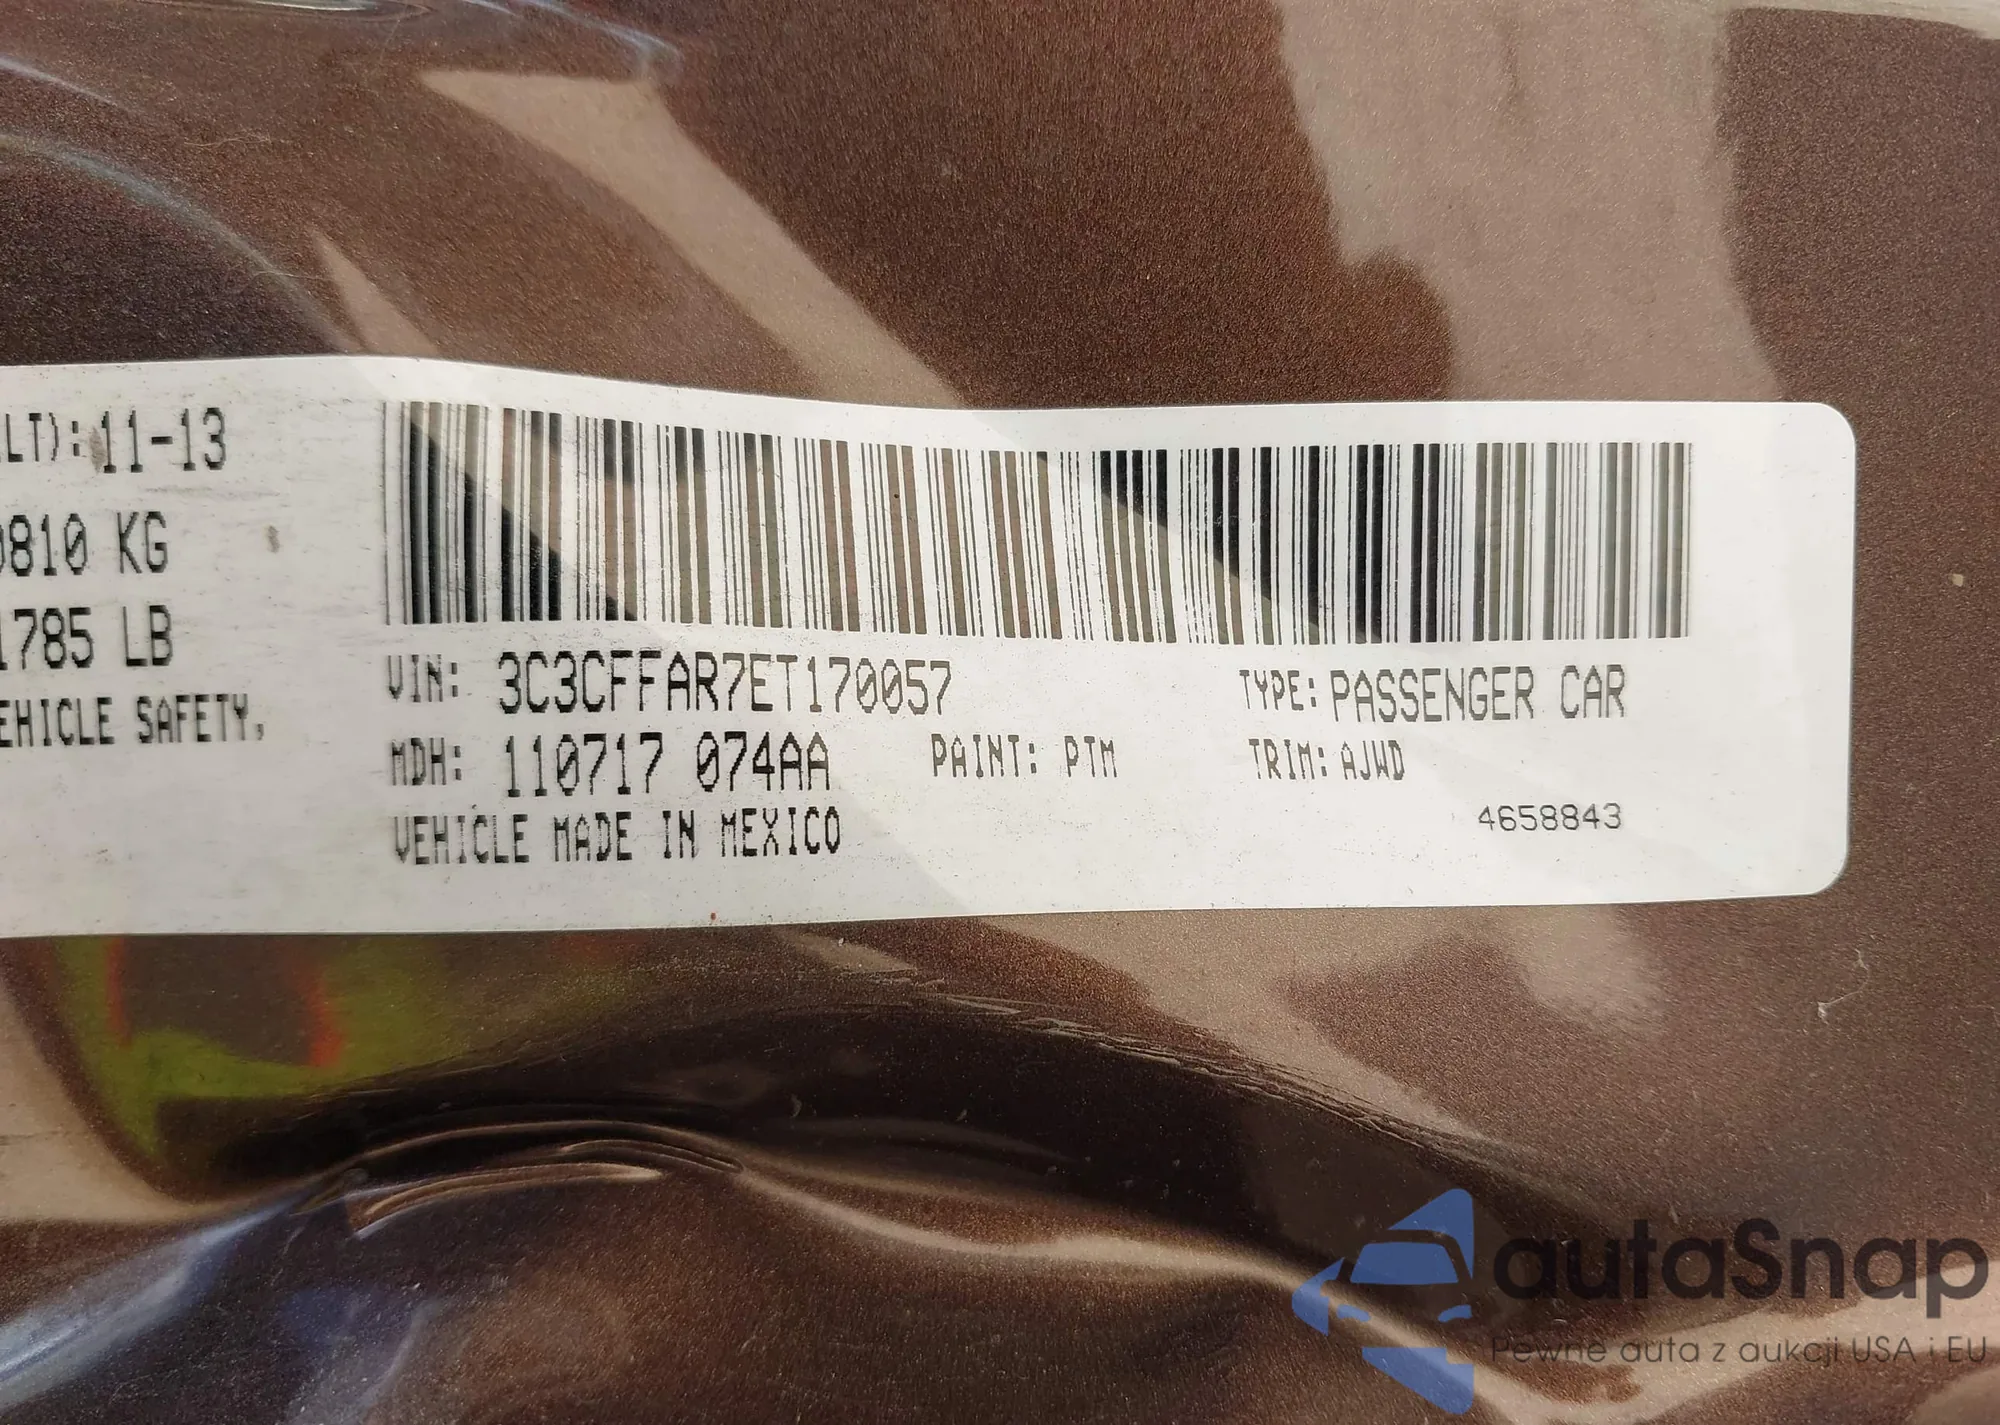 LT): 11-13
0810 KG
1785 LB
EHICLE SAFETY,
VIN: 3C3CFFAR7ET170057
TYPE: PASSENGER CAR
MDH: 110717 074AA
PAINT: PTM
TRIM: AJWD
VEHICLE MADE IN MEXICO
4658843
autaSnap
Pewne auta z aukcji USA i EU